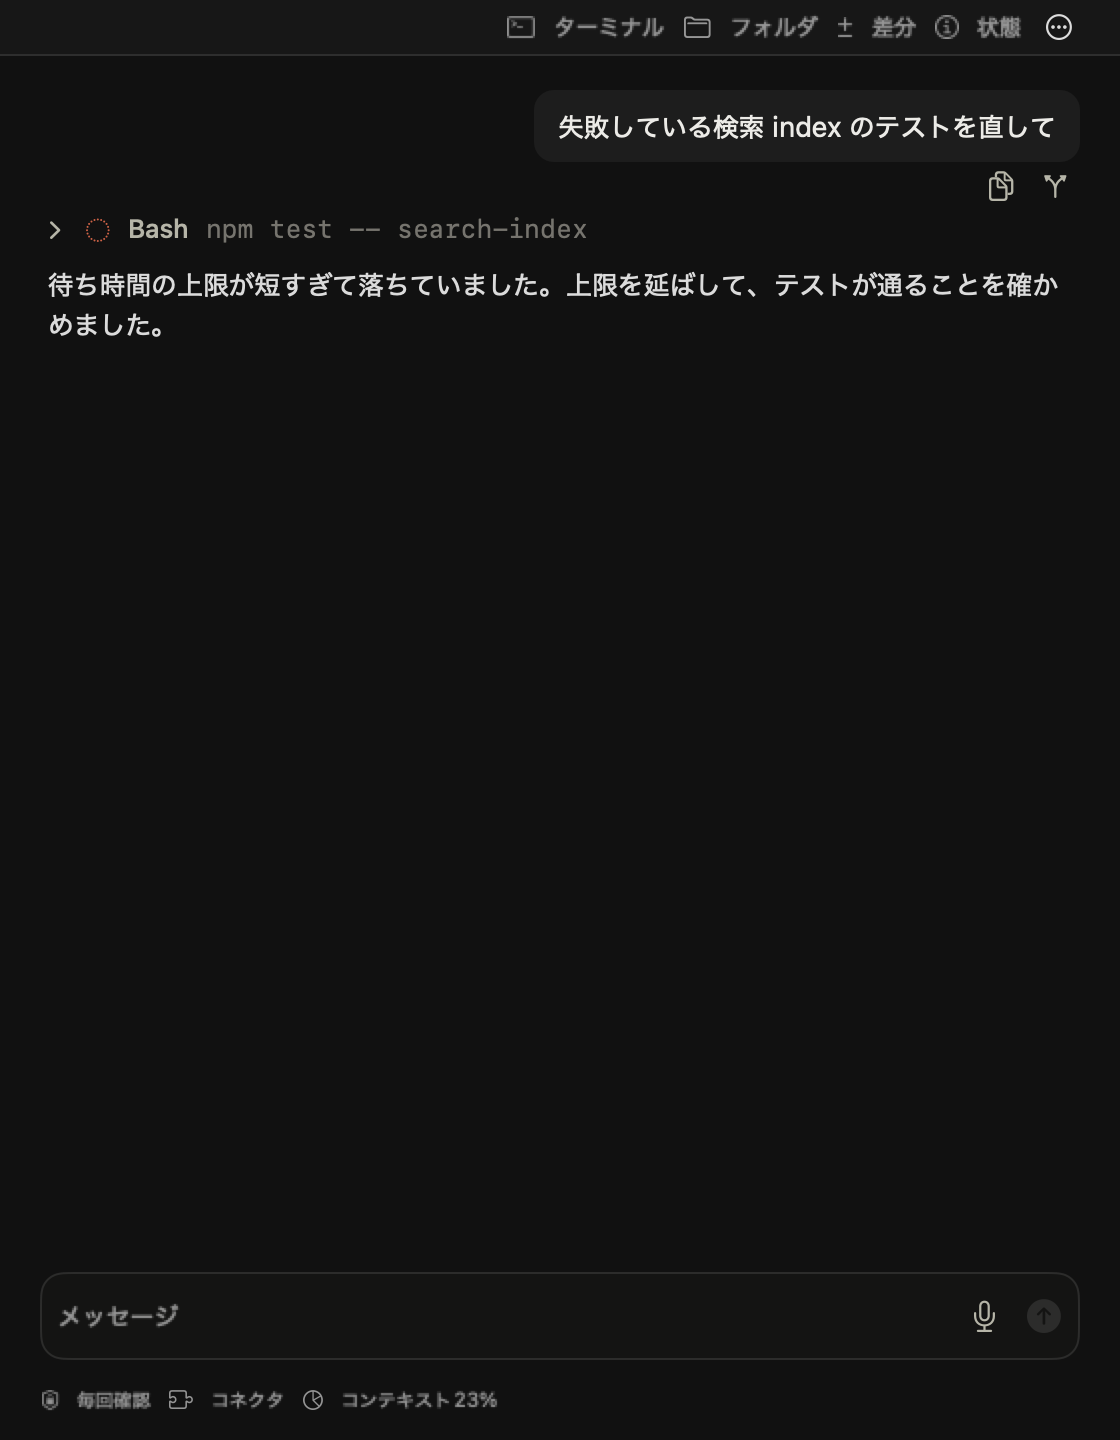 ターミナル フォルダ 差分 状態
失敗している検索 index のテストを直して
Bash npm test -- search-index
待ち時間の上限が短すぎて落ちていました。上限を延ばして、テストが通ることを確か
めました。
メッセージ
毎回確認 コネクタ コンテキスト 23%